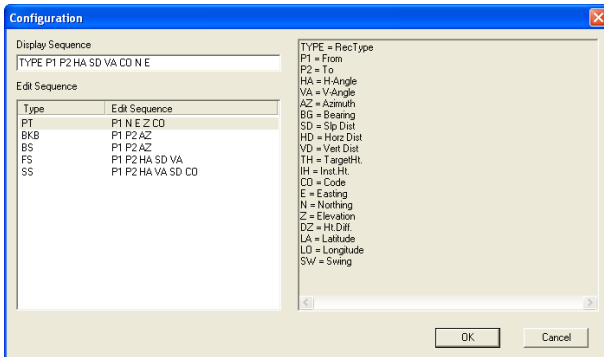 Configuration
Display Sequence
TYPE P1 P2 HA SD VA CO N E
Edit Sequence
Type Edit Sequence
PT P1 N E Z CO
BKB P1 P2 AZ
BS P1 P2 AZ
FS P1 P2 HA SD VA
SS P1 P2 HA VA SD CO
TYPE = RecType
P1 = From
P2 = To
HA = H-Angle
VA = V-Angle
AZ = Azimuth
BG = Bearing
SD = Slp Dist
HD = Horz Dist
VD = Vert Dist
TH = TargetHt.
IH = Inst.Ht.
CO = Code
E = Easting
N = Northing
Z = Elevation
DZ = Ht.Diff.
LA = Latitude
LO = Longitude
SW = Swing
OK Cancel